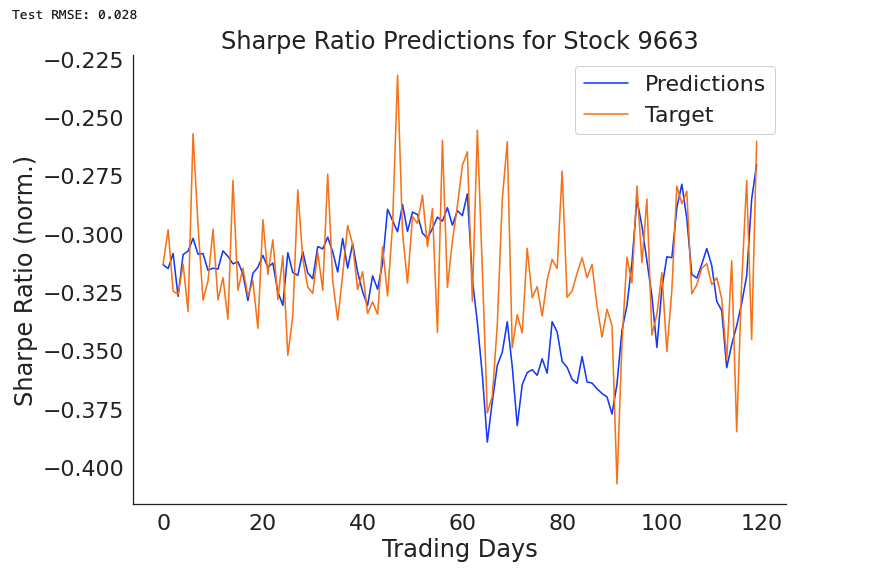 Test RMSE: 0.028
Sharpe Ratio Predictions for Stock 9663
Predictions
Target
Sharpe Ratio (norm.)
−0.225
−0.250
−0.275
−0.300
−0.325
−0.350
−0.375
−0.400
0 20 40 60 80 100 120
Trading Days